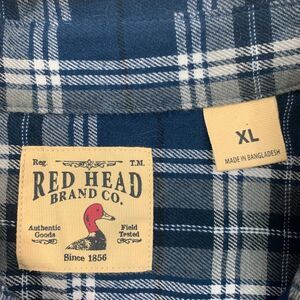 Reg. T.M.
RED HEAD
BRAND CO.
Authentic Field
Goods Tested
Since 1856
XL
MADE IN BANGLADESH